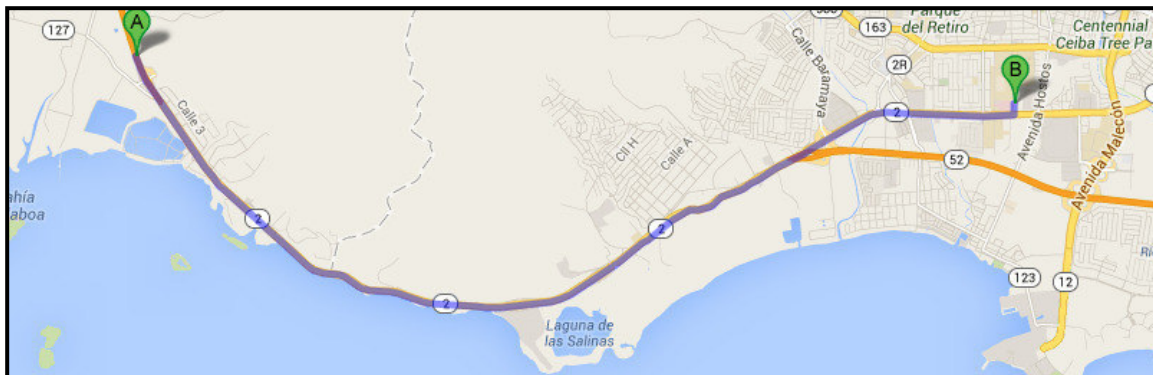 127
A
Calle 3
ahía
aboa
2
2
2
Laguna de
las Salinas
Cll H
Calle A
Calle Baramaya
163
Parque
del Retiro
2R
2
B
Avenida Hostos
52
Centennial
Ceiba Tree Pa
Avenida Malecón
123
12